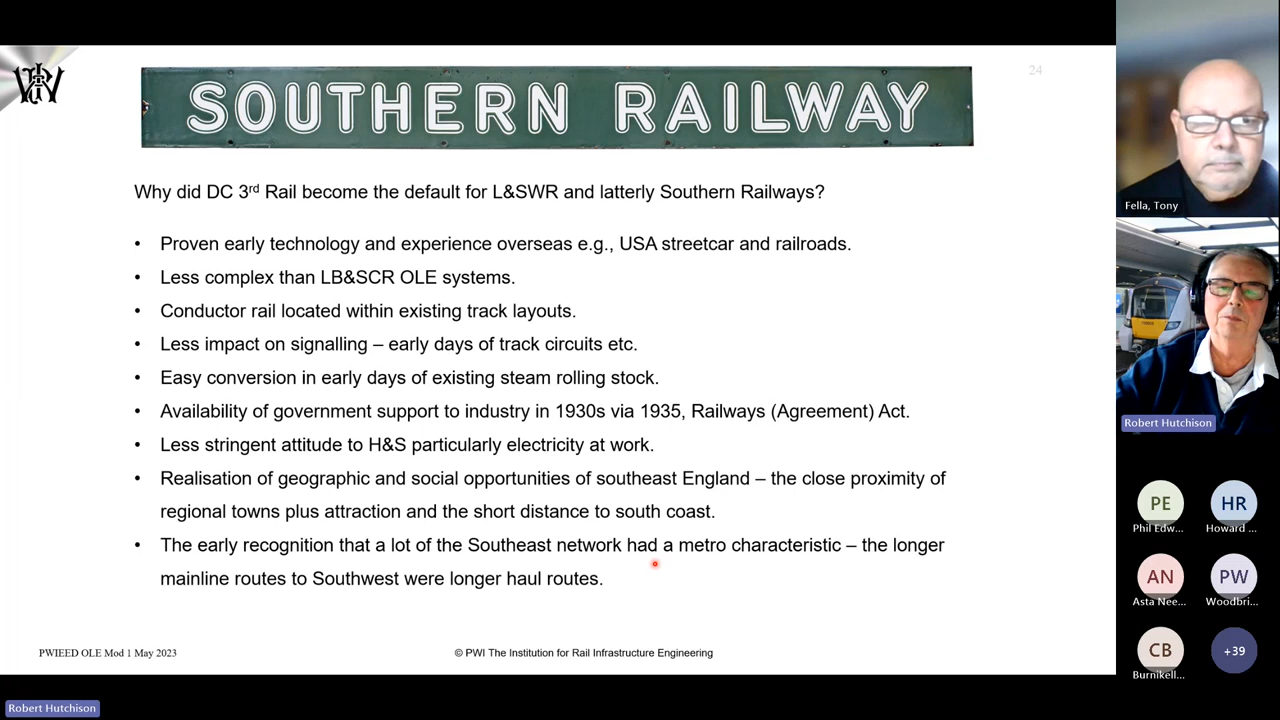 24
SOUTHERN RAILWAY
Why did DC 3rd Rail become the default for L&SWR and latterly Southern Railways?
• Proven early technology and experience overseas e.g., USA streetcar and railroads.
• Less complex than LB&SCR OLE systems.
• Conductor rail located within existing track layouts.
• Less impact on signalling – early days of track circuits etc.
• Easy conversion in early days of existing steam rolling stock.
• Availability of government support to industry in 1930s via 1935, Railways (Agreement) Act.
• Less stringent attitude to H&S particularly electricity at work.
• Realisation of geographic and social opportunities of southeast England – the close proximity of
regional towns plus attraction and the short distance to south coast.
• The early recognition that a lot of the Southeast network had a metro characteristic – the longer
mainline routes to Southwest were longer haul routes.
PWIEED OLE Mod 1 May 2023
© PWI The Institution for Rail Infrastructure Engineering
Robert Hutchison
Fella, Tony
Robert Hutchison
PE
HR
Phil Edw...
Howard ...
AN
PW
Asta Nee...
Woodbri...
CB
+39
Burnikell...